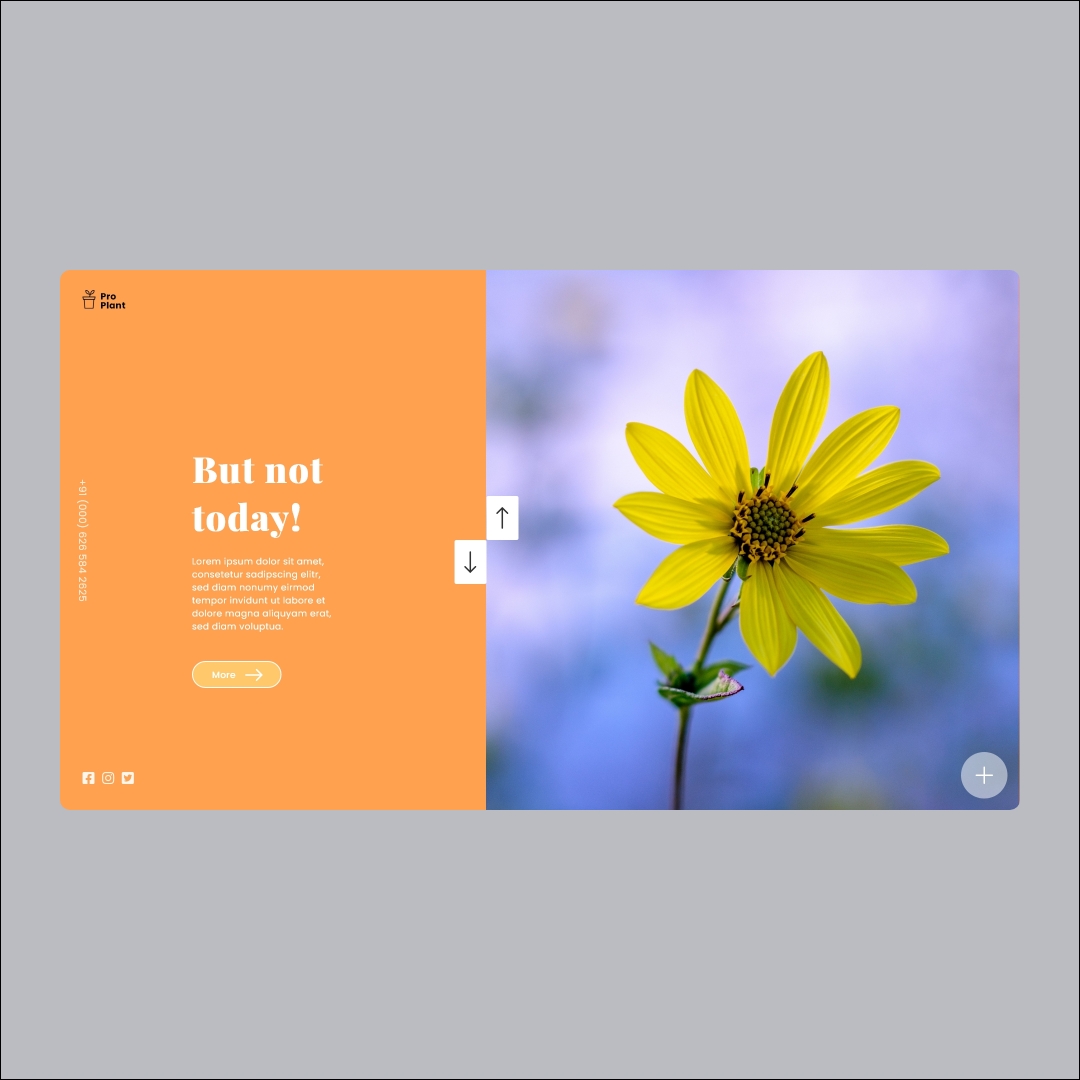 Pro
Plant
But not
today!
Lorem ipsum dolor sit amet,
consetetur sadipscing elitr,
sed diam nonumy eirmod
tempor invidunt ut labore et
dolore magna aliquyam erat,
sed diam voluptua.
More
+91 (000) 626 584 2625